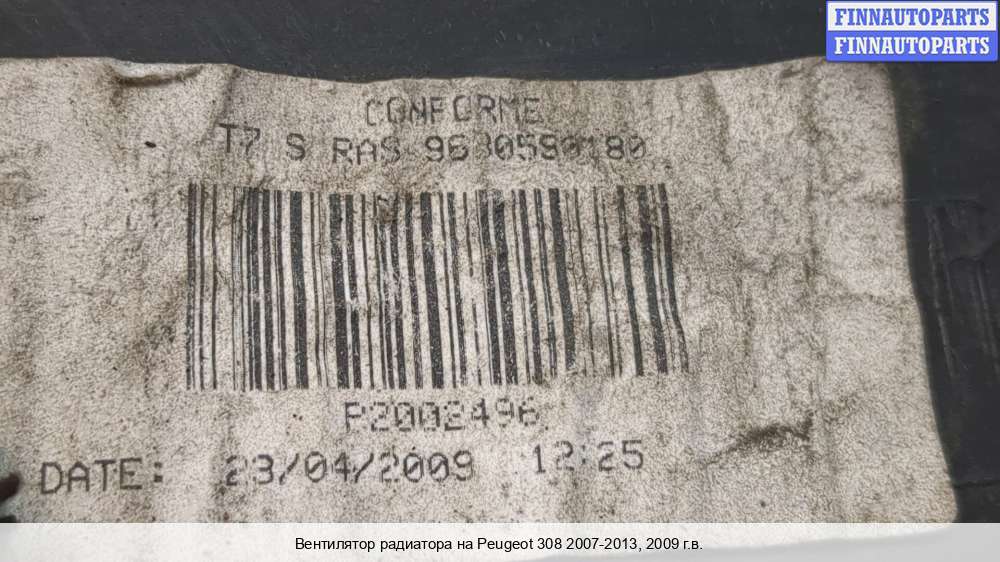 FINNAUTOPARTS
FINNAUTOPARTS
CONFORME
T7 S RAS 9680590180
P2002496
DATE: 23/04/2009 12:25
Вентилятор радиатора на Peugeot 308 2007-2013, 2009 г.в.